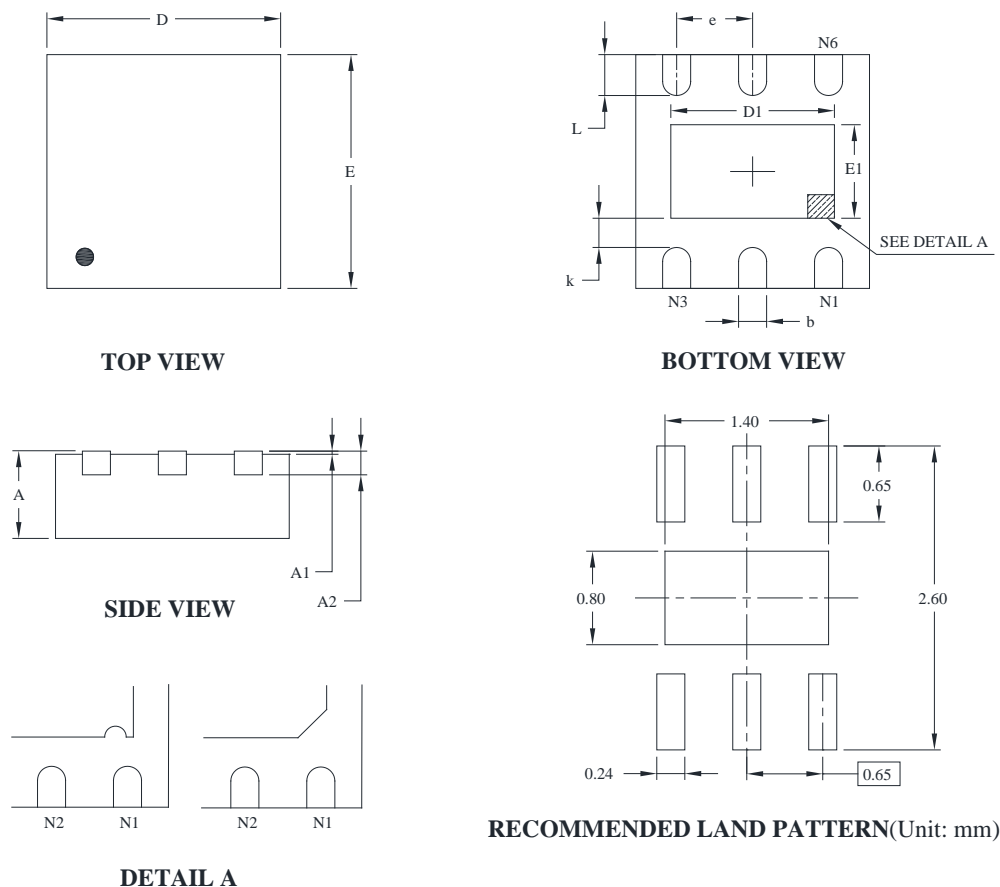 D
E
TOP VIEW
e
N6
L
D1
E1
SEE DETAIL A
k
N3
N1
b
BOTTOM VIEW
A
A1
A2
SIDE VIEW
1.40
0.65
0.80
2.60
0.24
0.65
RECOMMENDED LAND PATTERN(Unit: mm)
N2
N1
N2
N1
DETAIL A